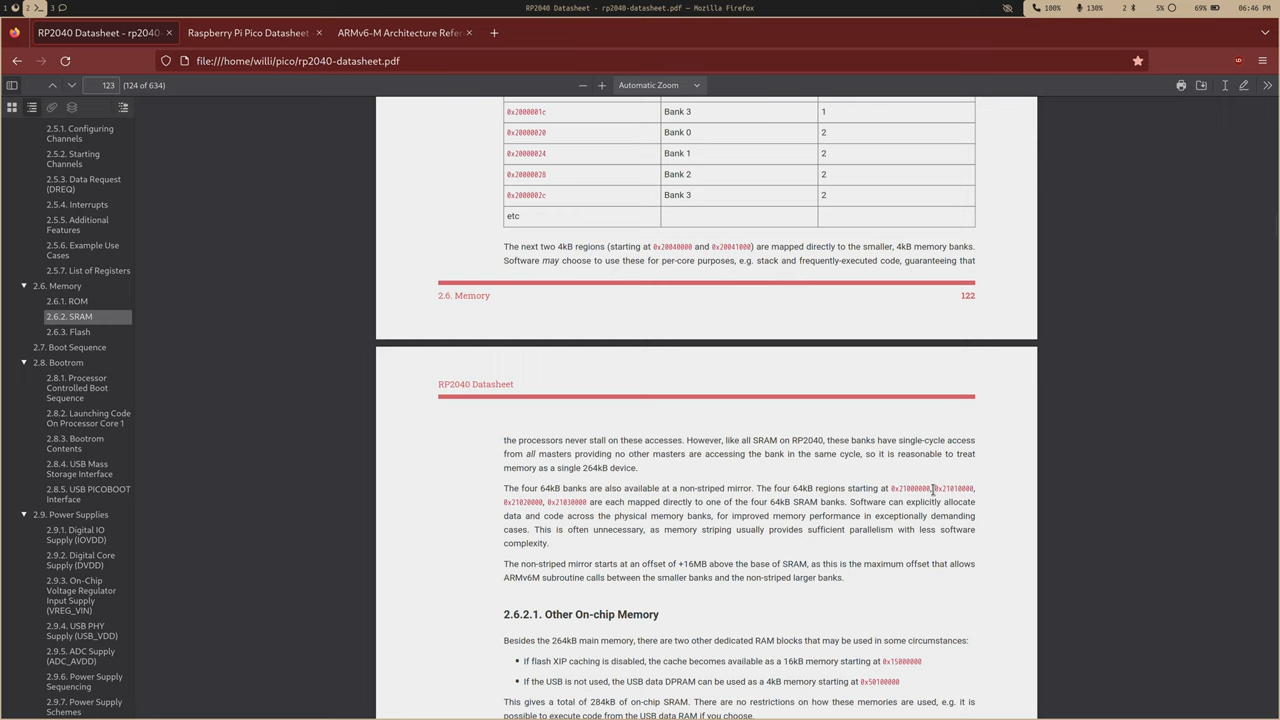 1 2 3
RP2040 Datasheet - rp2040-datasheet.pdf — Mozilla Firefox
100% 130% 2 5% 69% 06:46 PM
RP2040 Datasheet - rp2040-
Raspberry Pi Pico Datasheet
ARMv6-M Architecture Refer
file:///home/willi/pico/rp2040-datasheet.pdf
123 (124 of 634)
Automatic Zoom
2.5.1. Configuring
Channels
2.5.2. Starting
Channels
2.5.3. Data Request
(DREQ)
2.5.4. Interrupts
2.5.5. Additional
Features
2.5.6. Example Use
Cases
2.5.7. List of Registers
2.6. Memory
2.6.1. ROM
2.6.2. SRAM
2.6.3. Flash
2.7. Boot Sequence
2.8. Bootrom
2.8.1. Processor
Controlled Boot
Sequence
2.8.2. Launching Code
On Processor Core 1
2.8.3. Bootrom
Contents
2.8.4. USB Mass
Storage Interface
2.8.5. USB PICOBOOT
Interface
2.9. Power Supplies
2.9.1. Digital IO
Supply (IOVDD)
2.9.2. Digital Core
Supply (DVDD)
2.9.3. On-Chip
Voltage Regulator
Input Supply
(VREG_VIN)
2.9.4. USB PHY
Supply (USB_VDD)
2.9.5. ADC Supply
(ADC_AVDD)
2.9.6. Power Supply
Sequencing
2.9.7. Power Supply
Schemes
0x2000001c Bank 3 1
0x20000020 Bank 0 2
0x20000024 Bank 1 2
0x20000028 Bank 2 2
0x2000002c Bank 3 2
etc
The next two 4kB regions (starting at 0x20040000 and 0x20041000) are mapped directly to the smaller, 4kB memory banks.
Software may choose to use these for per-core purposes, e.g. stack and frequently-executed code, guaranteeing that
2.6. Memory 122
RP2040 Datasheet
the processors never stall on these accesses. However, like all SRAM on RP2040, these banks have single-cycle access
from all masters providing no other masters are accessing the bank in the same cycle, so it is reasonable to treat
memory as a single 264kB device.
The four 64kB banks are also available at a non-striped mirror. The four 64kB regions starting at 0x21000000, 0x21010000,
0x21020000, 0x21030000 are each mapped directly to one of the four 64kB SRAM banks. Software can explicitly allocate
data and code across the physical memory banks, for improved memory performance in exceptionally demanding
cases. This is often unnecessary, as memory striping usually provides sufficient parallelism with less software
complexity.
The non-striped mirror starts at an offset of +16MB above the base of SRAM, as this is the maximum offset that allows
ARMv6M subroutine calls between the smaller banks and the non-striped larger banks.
2.6.2.1. Other On-chip Memory
Besides the 264kB main memory, there are two other dedicated RAM blocks that may be used in some circumstances:
• If flash XIP caching is disabled, the cache becomes available as a 16kB memory starting at 0x15000000
• If the USB is not used, the USB data DPRAM can be used as a 4kB memory starting at 0x50100000
This gives a total of 284kB of on-chip SRAM. There are no restrictions on how these memories are used, e.g. it is
possible to execute code from the USB data RAM if you choose.